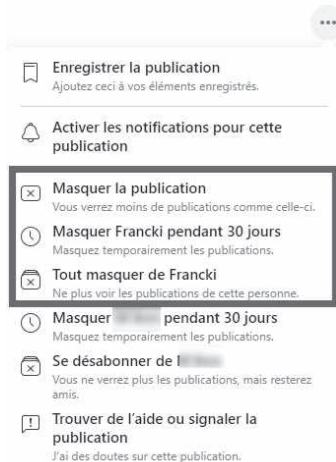 Enregistrer la publication
Ajoutez ceci à vos éléments enregistrés.
Activer les notifications pour cette
publication
Masquer la publication
Vous verrez moins de publications comme celle-ci.
Masquer Francki pendant 30 jours
Masquez temporairement les publications.
Tout masquer de Francki
Ne plus voir les publications de cette personne.
Masquer pendant 30 jours
Masquez temporairement les publications.
Se désabonner de
Vous ne verrez plus les publications, mais resterez
amis.
Trouver de l'aide ou signaler la
publication
J'ai des doutes sur cette publication.